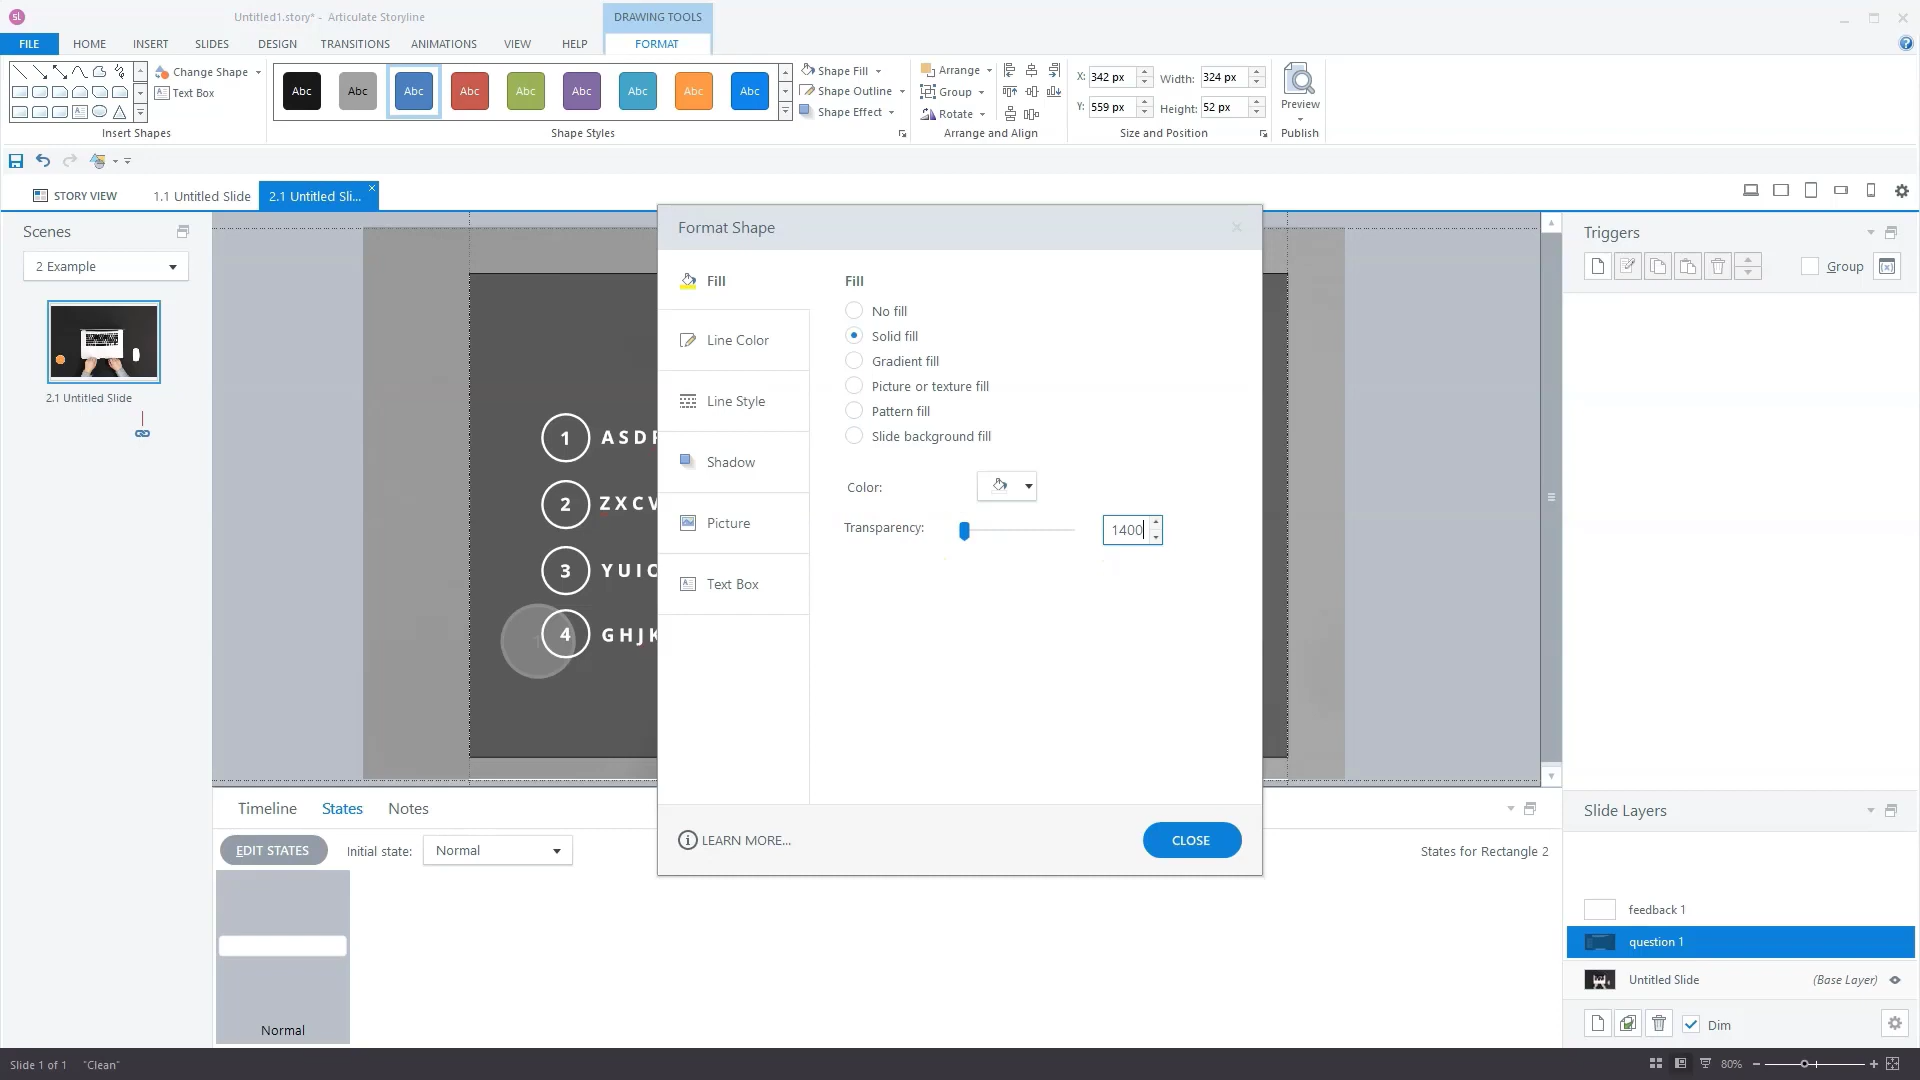 sl
Untitled1.story* - Articulate Storyline
DRAWING TOOLS
FILE HOME INSERT SLIDES DESIGN TRANSITIONS ANIMATIONS VIEW HELP FORMAT
Change Shape
Text Box
Insert Shapes
Abc Abc Abc Abc Abc Abc Abc Abc Abc
Shape Styles
Shape Fill
Shape Outline
Shape Effect
Arrange
Group
Rotate
Arrange and Align
X: 342 px Width: 324 px
Y: 559 px Height: 52 px
Size and Position
Preview
Publish
STORY VIEW 1.1 Untitled Slide 2.1 Untitled Sli...
Scenes
2 Example
2.1 Untitled Slide
1 ASDF
2 ZXCV
3 YUIO
4 GHJK
Format Shape
Fill
Line Color
Line Style
Shadow
Picture
Text Box
Fill
No fill
Solid fill
Gradient fill
Picture or texture fill
Pattern fill
Slide background fill
Color:
Transparency: 1400
LEARN MORE... CLOSE
Triggers
Group
Timeline States Notes
EDIT STATES Initial state: Normal States for Rectangle 2
Normal
Slide Layers
feedback 1
question 1
Untitled Slide (Base Layer)
Dim
Slide 1 of 1 "Clean" 80%